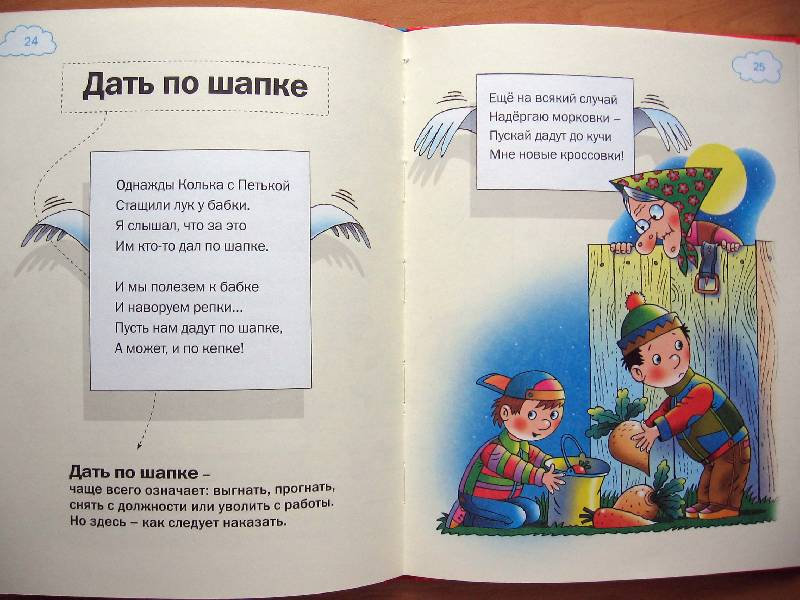 24
Дать по шапке
Однажды Колька с Петькой
Стащили лук у бабки.
Я слышал, что за это
Им кто-то дал по шапке.
И мы полезем к бабке
И наворуем репки...
Пусть нам дадут по шапке,
А может, и по кепке!
Дать по шапке –
чаще всего означает: выгнать, прогнать,
снять с должности или уволить с работы.
Но здесь – как следует наказать.
25
Ещё на всякий случай
Надёргаю морковки –
Пускай дадут до кучи
Мне новые кроссовки!